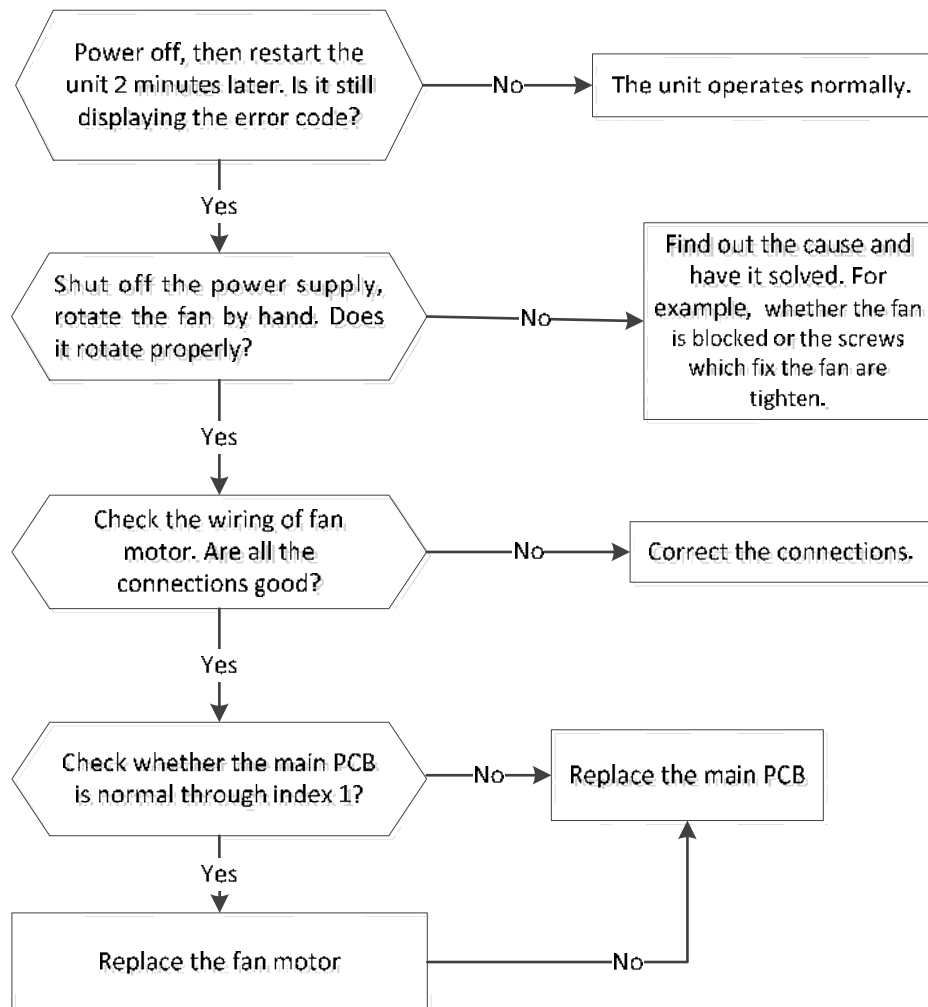 Power off, then restart the
unit 2 minutes later. Is it still
displaying the error code?
No
The unit operates normally.
Yes
Shut off the power supply,
rotate the fan by hand. Does
it rotate properly?
No
Find out the cause and
have it solved. For
example, whether the fan
is blocked or the screws
which fix the fan are
tighten.
Yes
Check the wiring of fan
motor. Are all the
connections good?
No
Correct the connections.
Yes
Check whether the main PCB
is normal through index 1?
No
Replace the main PCB
Yes
Replace the fan motor
No